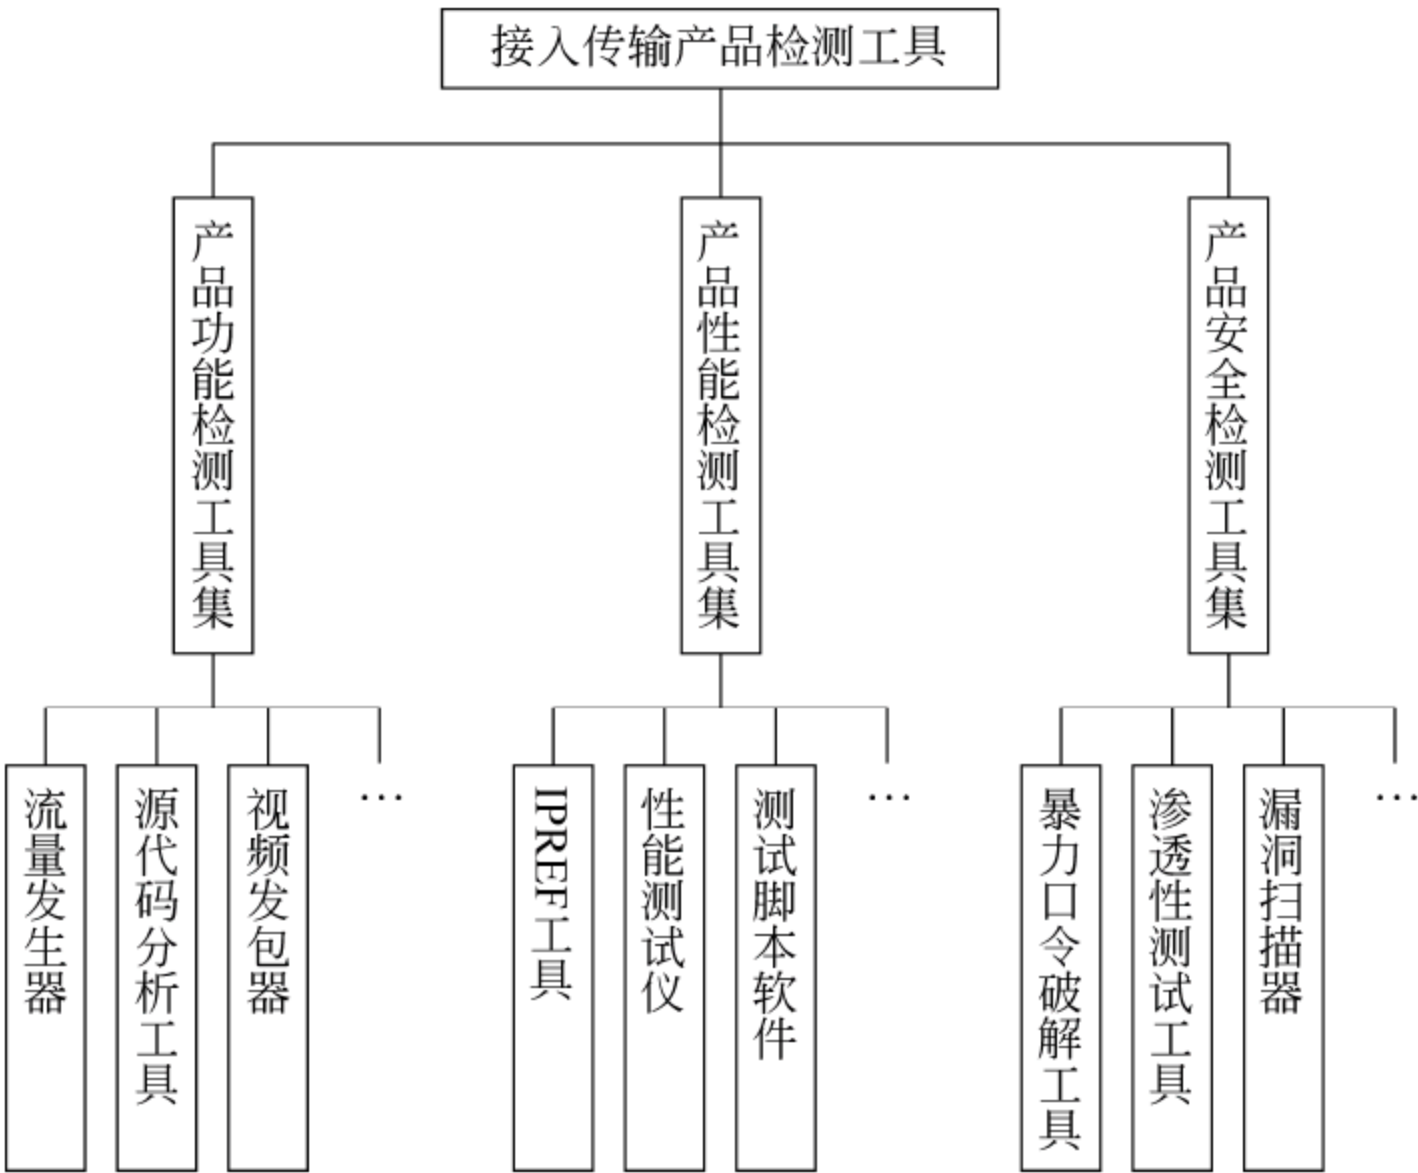 接入传输产品检测工具
产品功能检测工具集
产品性能检测工具集
产品安全检测工具集
流量发生器
源代码分析工具
视频发包器
…
IPREF工具
性能测试仪
测试脚本软件
…
暴力口令破解工具
渗透性测试工具
漏洞扫描器
…